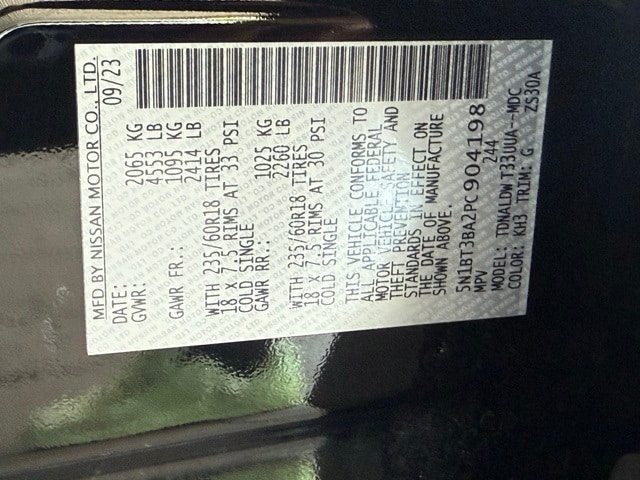 MFD BY NISSAN MOTOR CO., LTD.
DATE: 09/23
GVWR: 2065 KG
4553 LB
GAWR FR.: 1095 KG
2414 LB
WITH 235/60R18 TIRES
18 x 7.5 RIMS AT 33 PSI
COLD SINGLE
GAWR RR.: 1025 KG
2260 LB
WITH 235/60R18 TIRES
18 x 7.5 RIMS AT 30 PSI
COLD SINGLE
THIS VEHICLE CONFORMS TO
ALL APPLICABLE FEDERAL
MOTOR VEHICLE SAFETY AND
THEFT PREVENTION
STANDARDS IN EFFECT ON
THE DATE OF MANUFACTURE
SHOWN ABOVE.
5N1BT3BA2PC904198
MPV 244
MODEL: TDNALDW T33UUA--MDC
COLOR: KH3 TRIM: G ZS30A